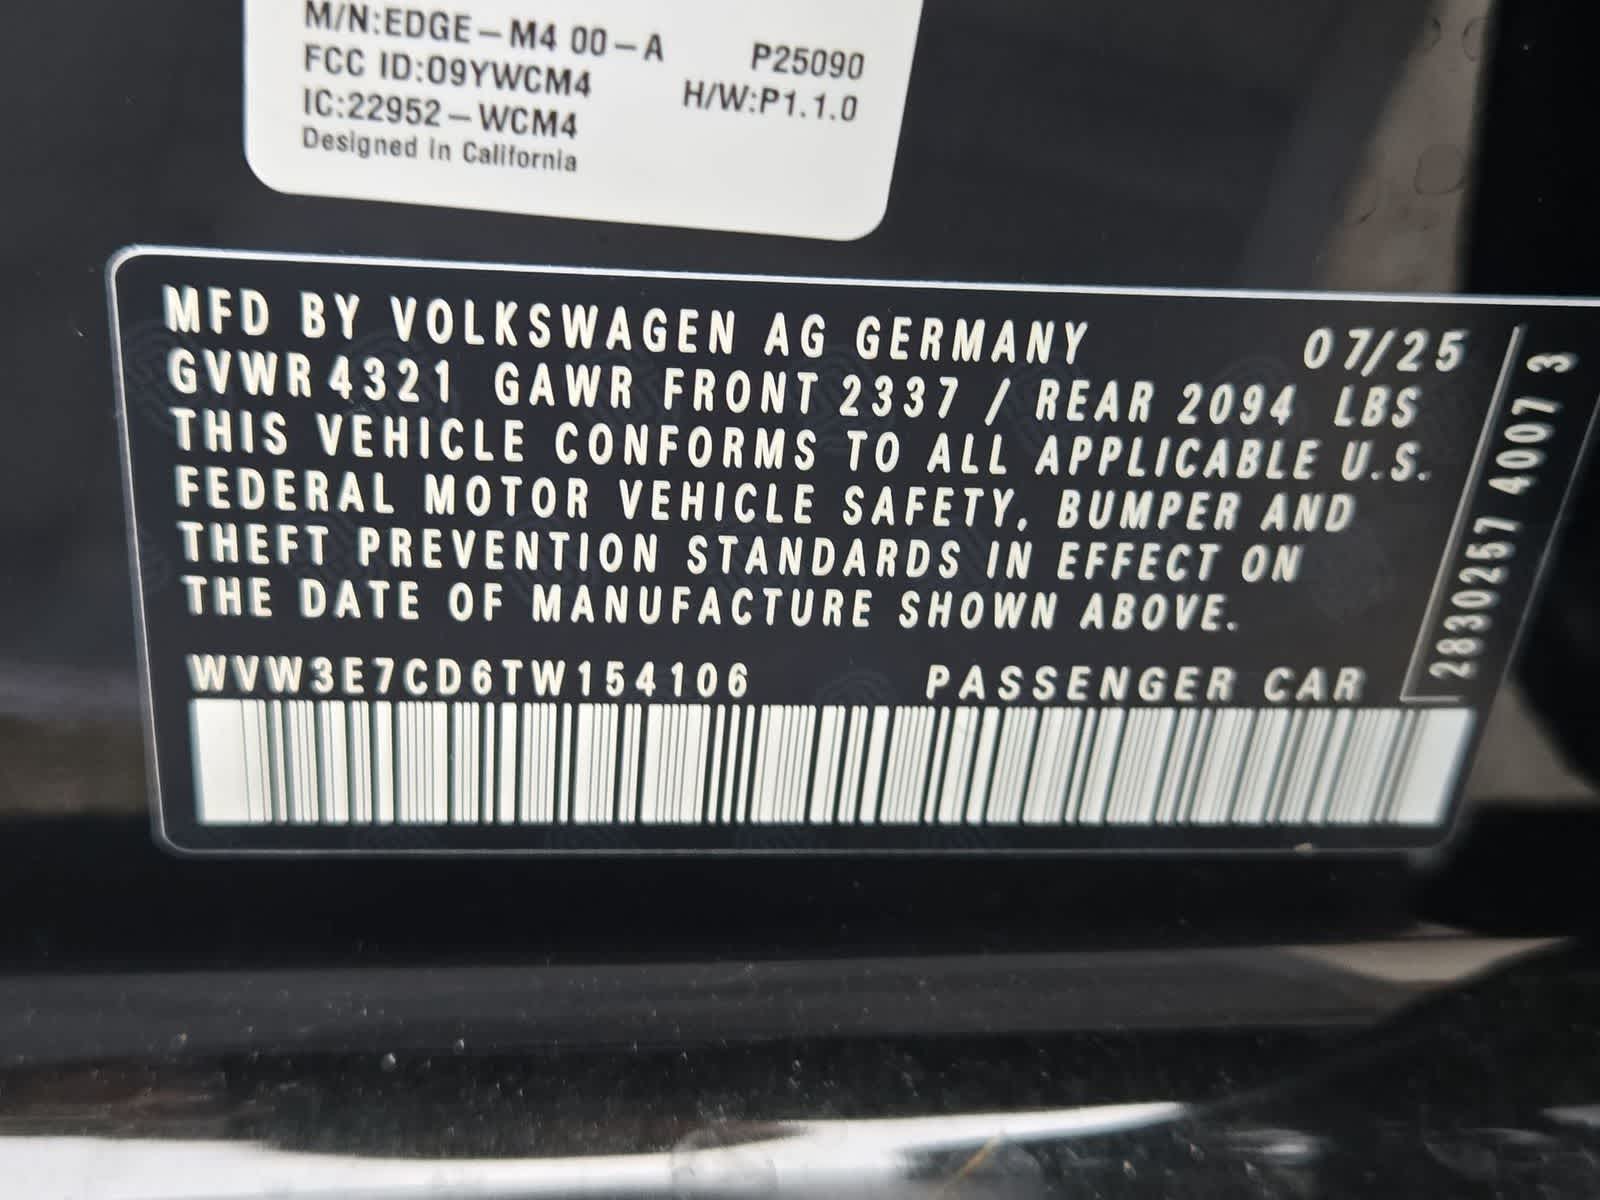 M/N:EDGE-M4 00-A P25090
FCC ID:09YWCM4 H/W:P1.1.0
IC:22952-WCM4
Designed in California
MFD BY VOLKSWAGEN AG GERMANY 07/25
GVWR 4321 GAWR FRONT 2337 / REAR 2094 LBS
THIS VEHICLE CONFORMS TO ALL APPLICABLE U.S.
FEDERAL MOTOR VEHICLE SAFETY, BUMPER AND
THEFT PREVENTION STANDARDS IN EFFECT ON
THE DATE OF MANUFACTURE SHOWN ABOVE.
WVW3E7CD6TW154106 PASSENGER CAR
2830257 4007 3